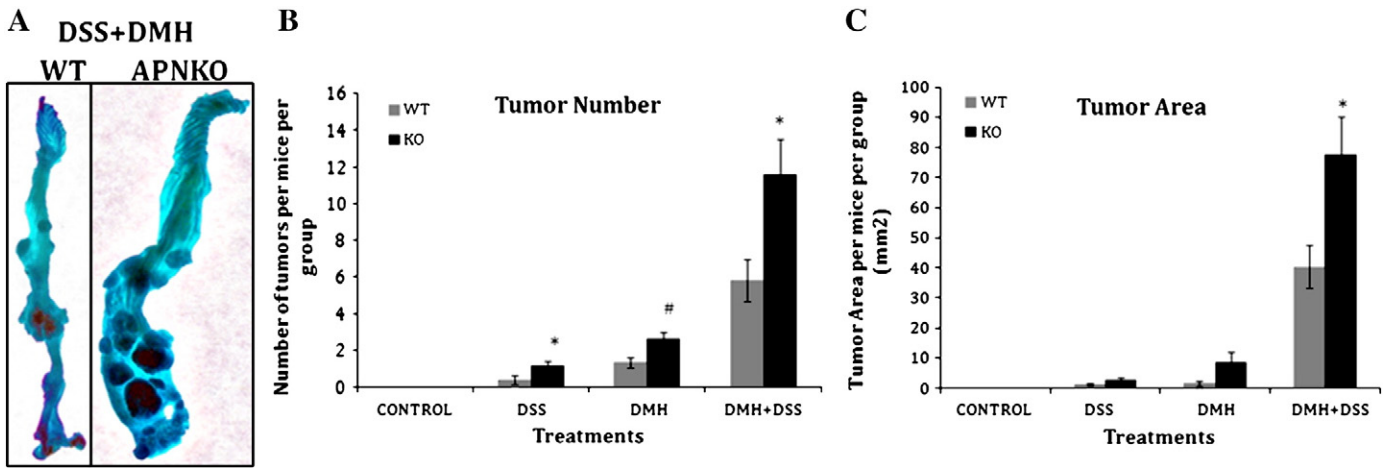 A
DSS+DMH
WT APNKO
B
Number of tumors per mice per
group
16
14
12
10
8
6
4
2
0
WT
KO
Tumor Number
*
#
*
CONTROL DSS DMH DMH+DSS
Treatments
C
Tumor Area per mice per group
(mm2)
100
90
80
70
60
50
40
30
20
10
0
WT
KO
Tumor Area
*
CONTROL DSS DMH DMH+DSS
Treatments